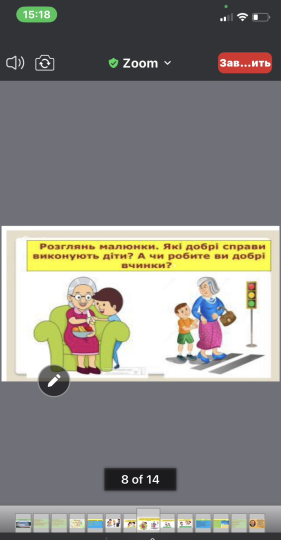 15:18
Zoom
Зав...ить
Розглянь малюнки. Які добрі справи
виконують діти? А чи робите ви добрі
вчинки?
8 of 14